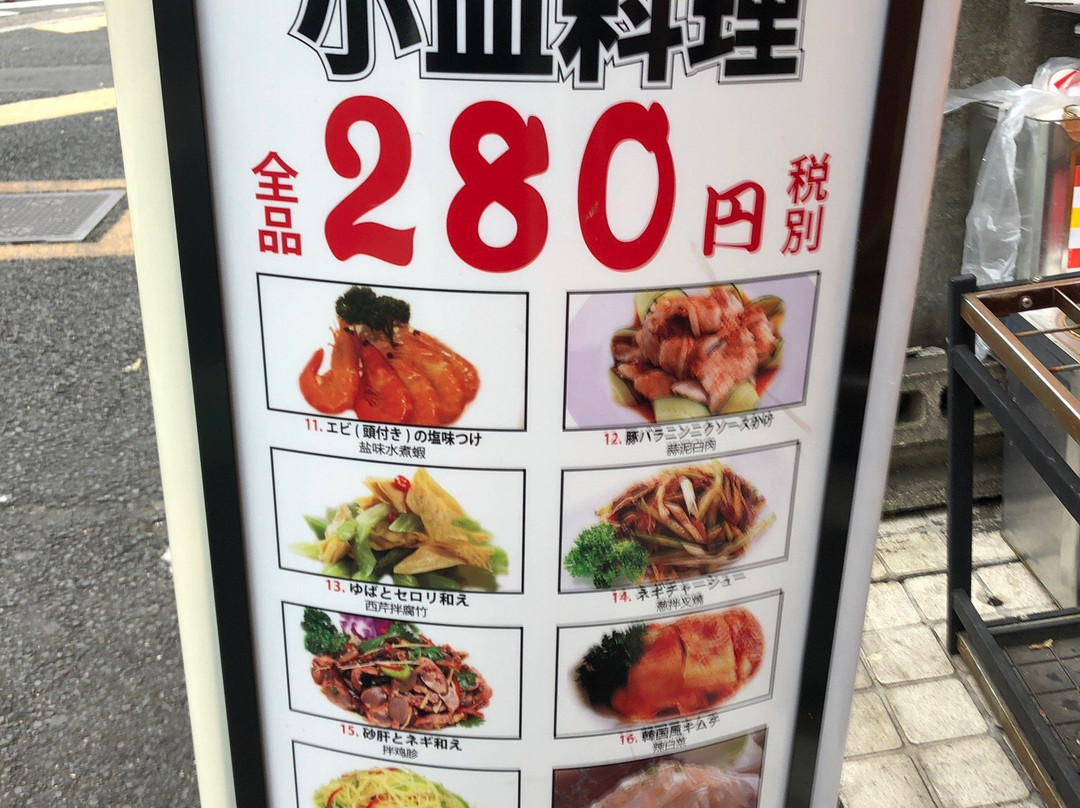 小皿料理
全品 280円 税別
11. エビ(頭付き)の塩味つけ
盐味水煮蝦
12. 豚バラニンニクソースかけ
蒜泥白肉
13. ゆばとセロリ和え
西芹拌腐竹
14. ネギチャーシュー
葱拌叉燒
15. 砂肝とネギ和え
拌鸡胗
16. 韓国風キムチ
辣白菜